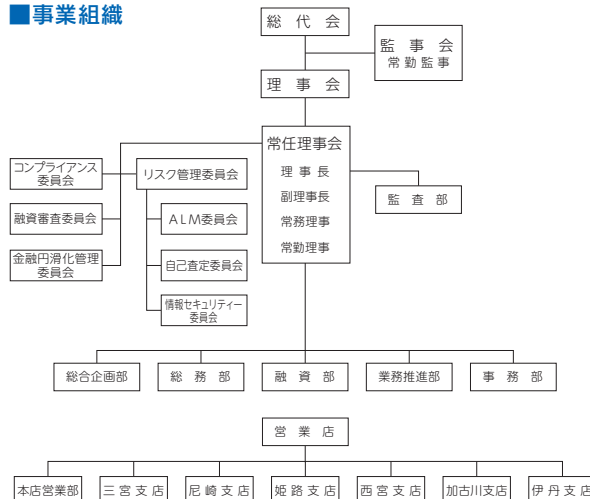 ■事業組織
総代会
監事会
常勤監事
理事会
常任理事会
理事長
副理事長
常務理事
常勤理事
コンプライアンス
委員会
リスク管理委員会
監査部
融資審査委員会
ALM委員会
金融円滑化管理
委員会
自己査定委員会
情報セキュリティー
委員会
総合企画部
総務部
融資部
業務推進部
事務部
営業店
本店営業部
三宮支店
尼崎支店
姫路支店
西宮支店
加古川支店
伊丹支店